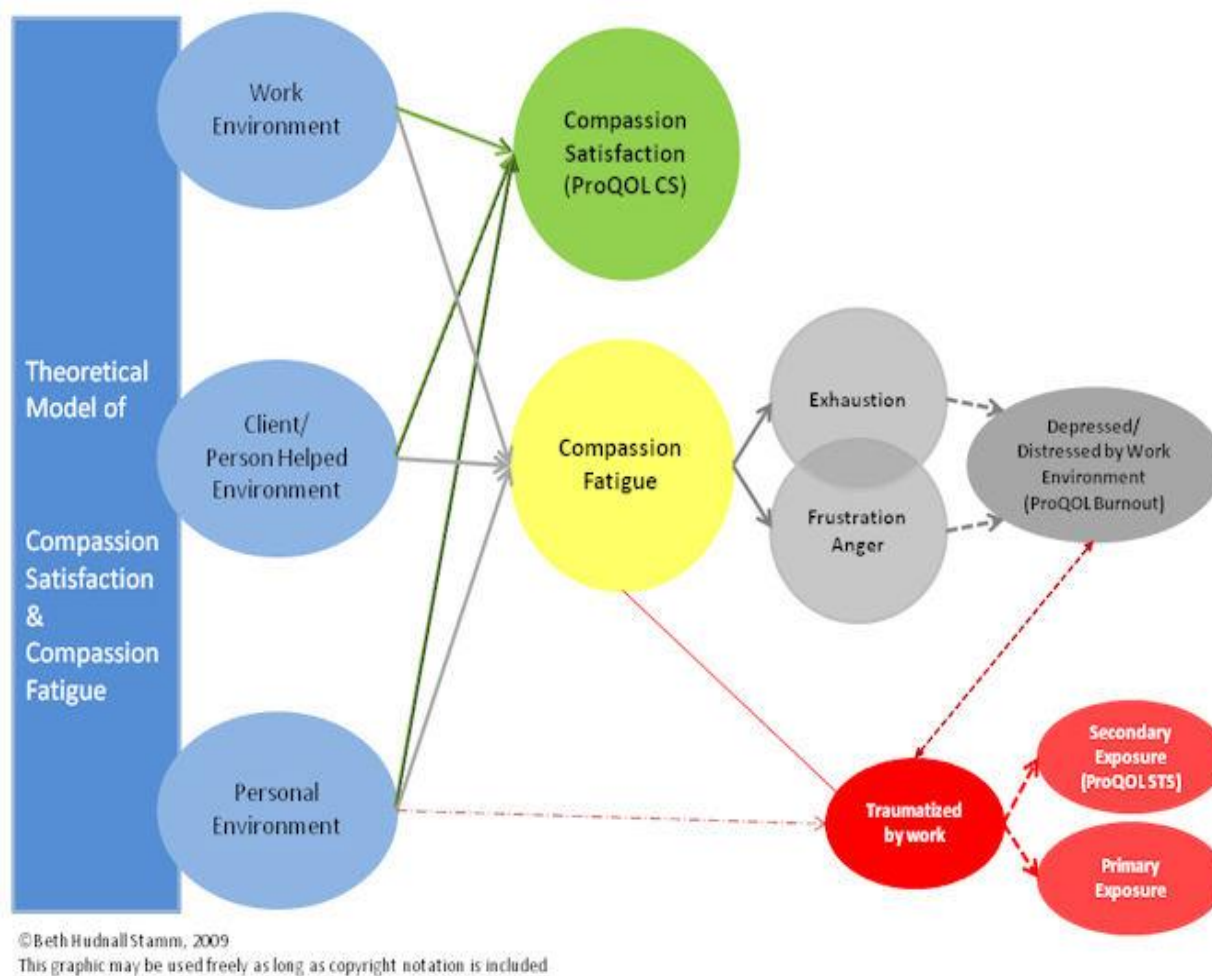 Theoretical
Model of
Compassion
Satisfaction
&
Compassion
Fatigue
Work
Environment
Client/
Person Helped
Environment
Personal
Environment
Compassion
Satisfaction
(ProQOL CS)
Compassion
Fatigue
Exhaustion
Frustration
Anger
Depressed/
Distressed by Work
Environment
(ProQOL Burnout)
Traumatized
by work
Secondary
Exposure
(ProQOL STS)
Primary
Exposure
©Beth Hudnall Stamm, 2009
This graphic may be used freely as long as copyright notation is included